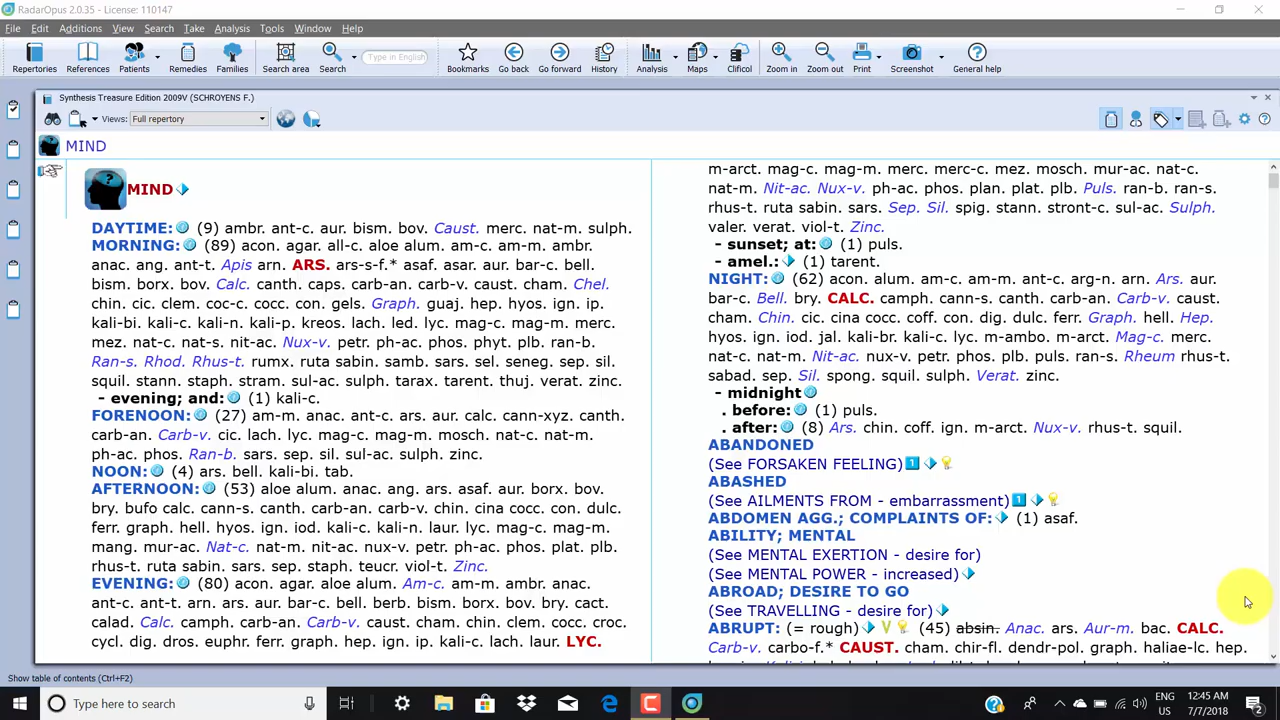 RadarOpus 2.0.35 - License: 110147
File Edit Additions View Search Take Analysis Tools Window Help
Repertories References Patients Remedies Families Search area Search Type in English Bookmarks Go back Go forward History Analysis Maps Clificol Zoom in Zoom out Print Screenshot General help
Synthesis Treasure Edition 2009V (SCHROYENS F.)
Views: Full repertory
MIND
MIND
DAYTIME: (9) ambr. ant-c. aur. bism. bov. Caust. merc. nat-m. sulph.
MORNING: (89) acon. agar. all-c. aloe alum. am-c. am-m. ambr.
anac. ang. ant-t. Apis arn. ARS. ars-s-f.* asaf. asar. aur. bar-c. bell.
bism. borx. bov. Calc. canth. caps. carb-an. carb-v. caust. cham. Chel.
chin. cic. clem. coc-c. cocc. con. gels. Graph. guaj. hep. hyos. ign. ip.
kali-bi. kali-c. kali-n. kali-p. kreos. lach. led. lyc. mag-c. mag-m. merc.
mez. nat-c. nat-s. nit-ac. Nux-v. petr. ph-ac. phos. phyt. plb. ran-b.
Ran-s. Rhod. Rhus-t. rumx. ruta sabin. samb. sars. sel. seneg. sep. sil.
squil. stann. staph. stram. sul-ac. sulph. tarax. tarent. thuj. verat. zinc.
- evening; and: (1) kali-c.
FORENOON: (27) am-m. anac. ant-c. ars. aur. calc. cann-xyz. canth.
carb-an. Carb-v. cic. lach. lyc. mag-c. mag-m. mosch. nat-c. nat-m.
ph-ac. phos. Ran-b. sars. sep. sil. sul-ac. sulph. zinc.
NOON: (4) ars. bell. kali-bi. tab.
AFTERNOON: (53) aloe alum. anac. ang. ars. asaf. aur. borx. bov.
bry. bufo calc. cann-s. canth. carb-an. carb-v. chin. cina cocc. con. dulc.
ferr. graph. hell. hyos. ign. iod. kali-c. kali-n. laur. lyc. mag-c. mag-m.
mang. mur-ac. Nat-c. nat-m. nit-ac. nux-v. petr. ph-ac. phos. plat. plb.
rhus-t. ruta sabin. sars. sep. staph. sulph. teucr. viol-t. Zinc.
EVENING: (80) acon. agar. aloe alum. Am-c. am-m. ambr. anac.
ant-c. ant-t. arn. ars. aur. bar-c. bell. berb. bism. borx. bov. bry. cact.
calad. Calc. camph. carb-an. Carb-v. caust. cham. chin. clem. cocc. croc.
cycl. dig. dros. euphr. ferr. graph. hep. ign. ip. kali-c. lach. laur. LYC.
m-arct. mag-c. mag-m. merc. merc-c. mez. mosch. mur-ac. nat-c.
nat-m. Nit-ac. Nux-v. ph-ac. phos. plan. plat. plb. Puls. ran-b. ran-s.
rhus-t. ruta sabin. sars. Sep. Sil. spig. stann. stront-c. sul-ac. Sulph.
valer. verat. viol-t. Zinc.
- sunset; at: (1) puls.
- amel.: (1) tarent.
NIGHT: (62) acon. alum. am-c. am-m. ant-c. arg-n. arn. Ars. aur.
bar-c. Bell. bry. CALC. camph. cann-s. canth. carb-an. Carb-v. caust.
cham. Chin. cic. cina cocc. coff. con. dig. dulc. ferr. Graph. hell. Hep.
hyos. ign. iod. jal. kali-br. kali-c. lyc. m-ambo. m-arct. Mag-c. merc.
nat-c. nat-m. Nit-ac. nux-v. petr. phos. plb. puls. ran-s. Rheum rhus-t.
sabad. sep. Sil. spong. squil. sulph. Verat. zinc.
- midnight
. before: (1) puls.
. after: (8) Ars. chin. coff. ign. m-arct. Nux-v. rhus-t. squil.
ABANDONED
(See FORSAKEN FEELING) 1
ABASHED
(See AILMENTS FROM - embarrassment) 1
ABDOMEN AGG.; COMPLAINTS OF: (1) asaf.
ABILITY; MENTAL
(See MENTAL EXERTION - desire for)
(See MENTAL POWER - increased)
ABROAD; DESIRE TO GO
(See TRAVELLING - desire for)
ABRUPT: (= rough) V (45) absin. Anac. ars. Aur-m. bac. CALC.
Carb-v. carbo-f.* CAUST. cham. chir-fl. dendr-pol. graph. haliae-lc. hep.
Show table of contents (Ctrl+F2)
Type here to search
ENG 12:45 AM
US 7/7/2018 2